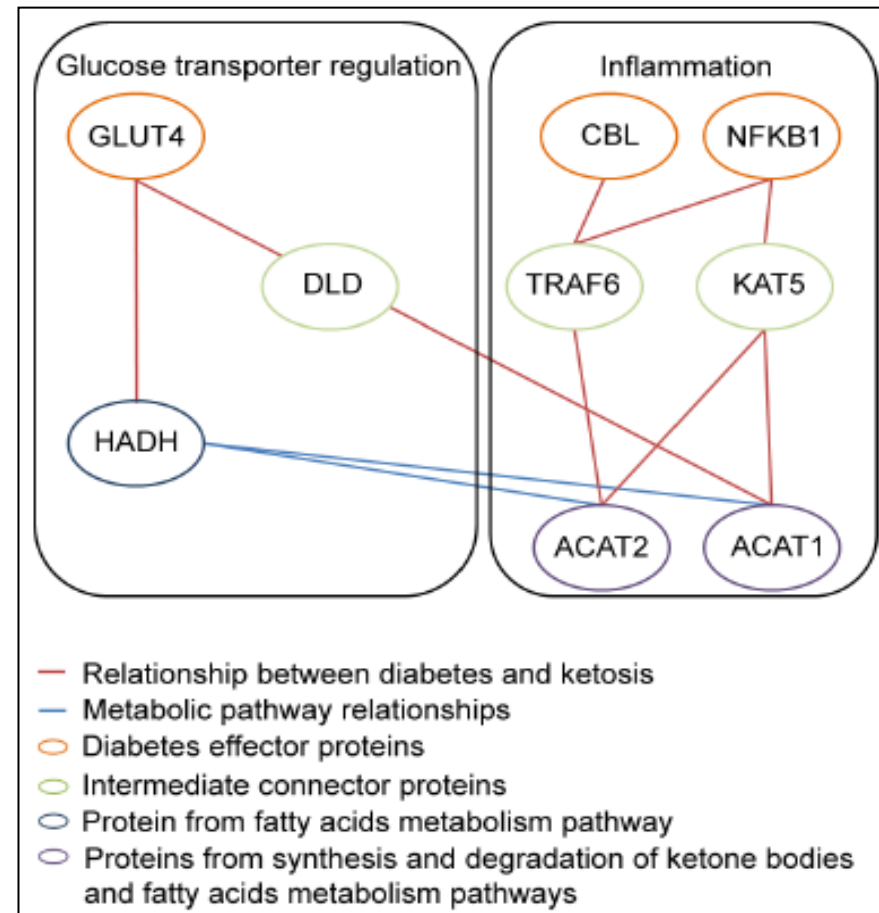 Glucose transporter regulation
Inflammation
GLUT4
CBL
NFKB1
DLD
TRAF6
KAT5
HADH
ACAT2
ACAT1
Relationship between diabetes and ketosis
Metabolic pathway relationships
Diabetes effector proteins
Intermediate connector proteins
Protein from fatty acids metabolism pathway
Proteins from synthesis and degradation of ketone bodies
and fatty acids metabolism pathways